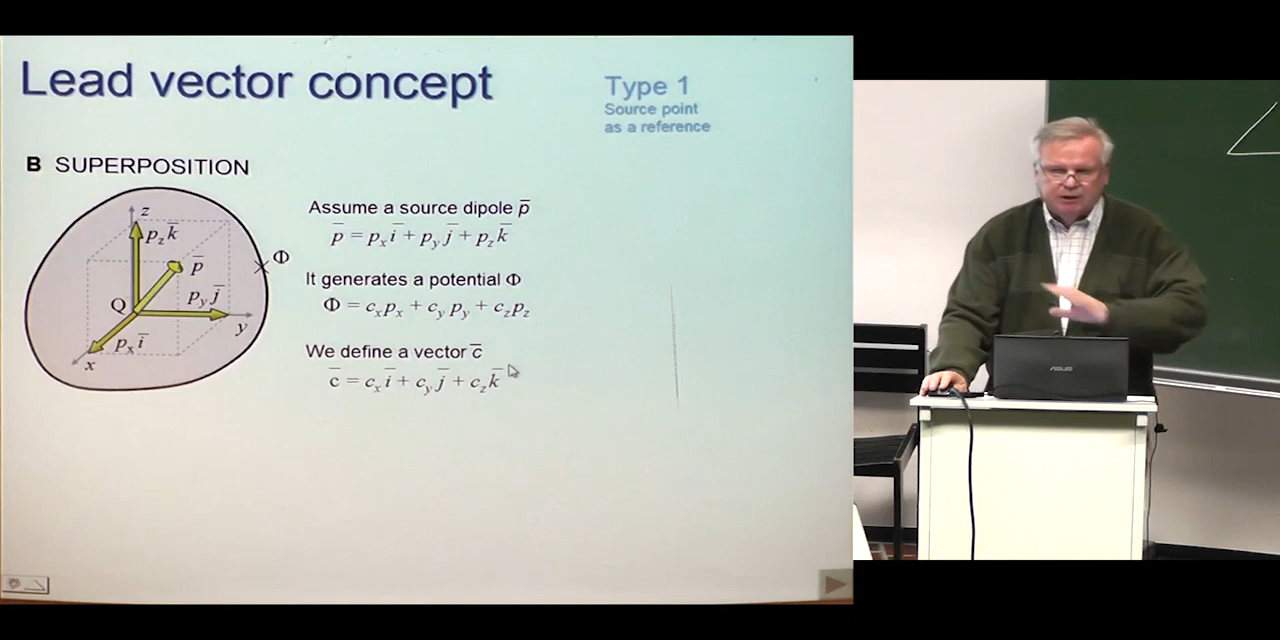 Lead vector concept
Type 1
Source point
as a reference
B SUPERPOSITION
z
p_z k̅
Φ
p̅
Q
p_y j̅
y
p_x i̅
x
Assume a source dipole p̅
p̅ = p_x i̅ + p_y j̅ + p_z k̅
It generates a potential Φ
Φ = c_x p_x + c_y p_y + c_z p_z
We define a vector c̅
c̅ = c_x i̅ + c_y j̅ + c_z k̅
ASUS